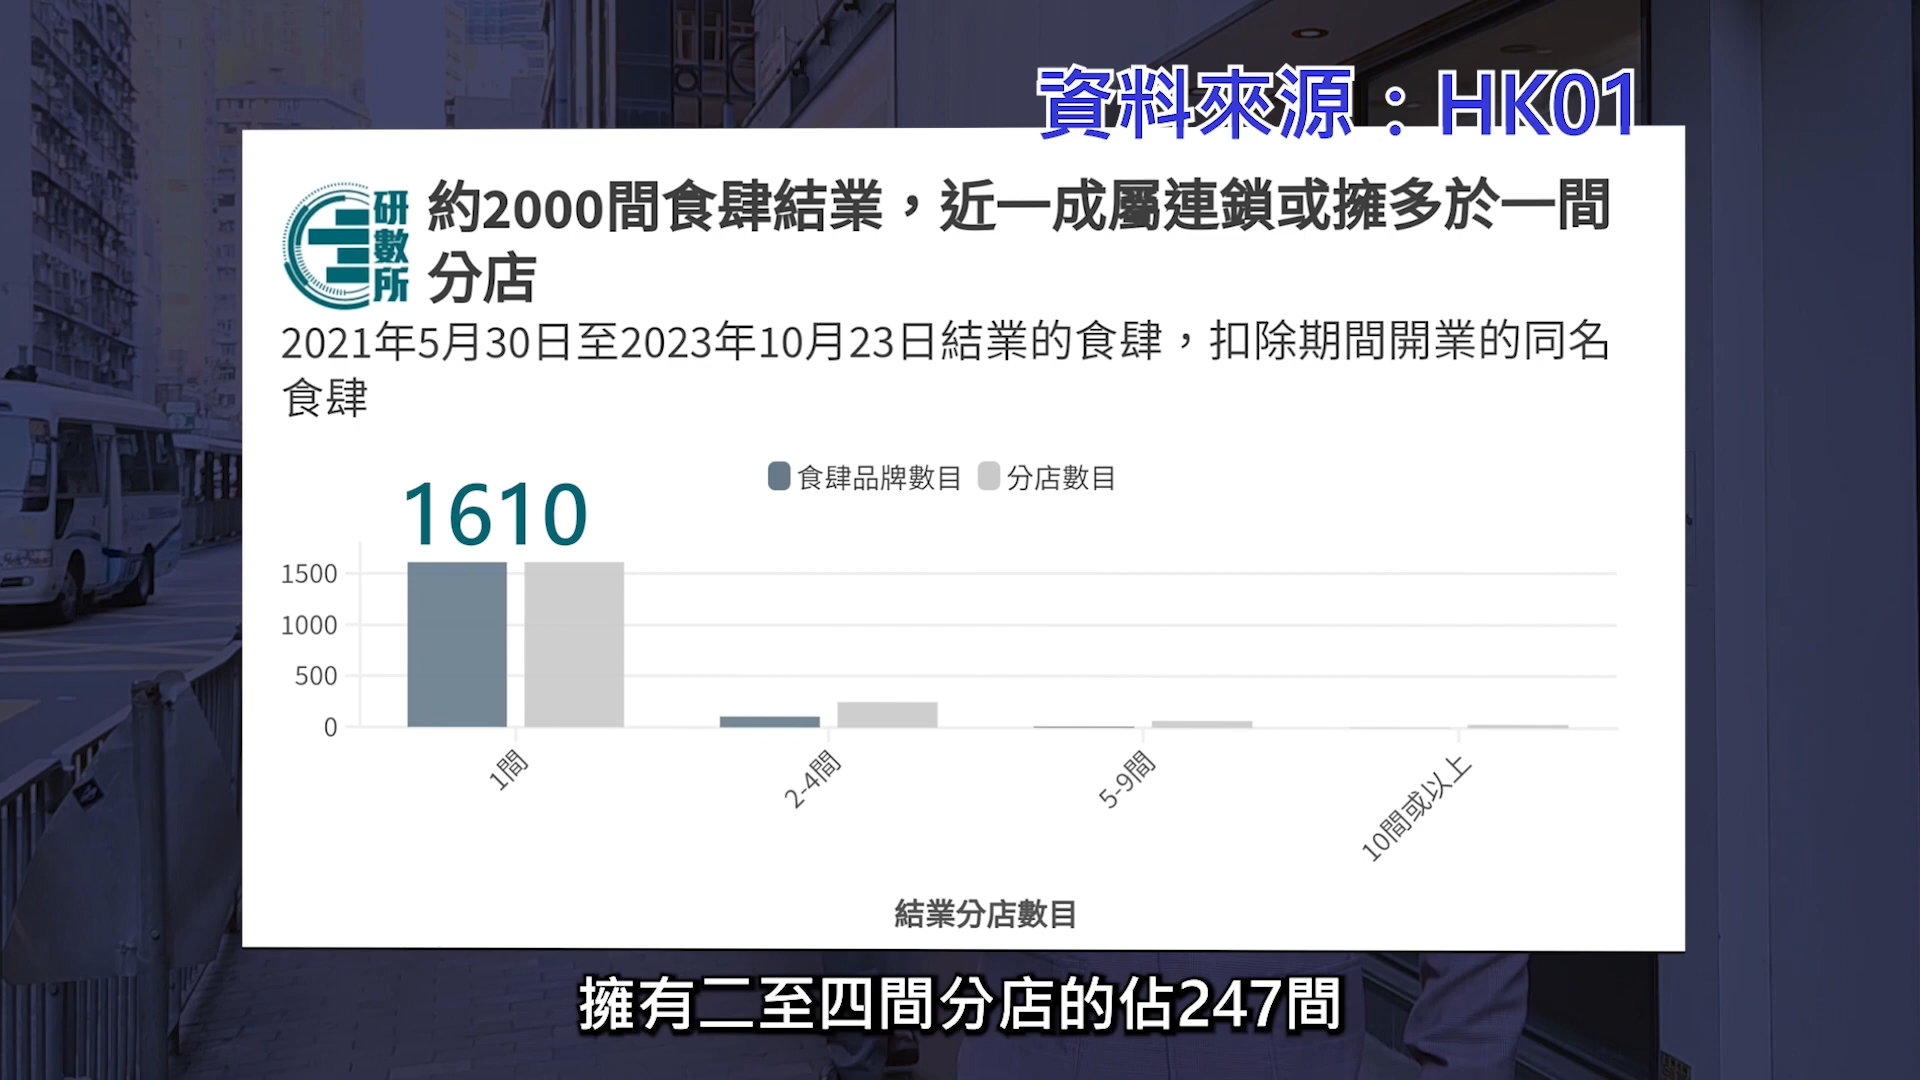 資料來源：HK01
研數所
約2000間食肆結業，近一成屬連鎖或擁多於一間
分店
2021年5月30日至2023年10月23日結業的食肆，扣除期間開業的同名
食肆
食肆品牌數目 分店數目
1610
1500
1000
500
0
1間
2-4間
5-9間
10間或以上
結業分店數目
擁有二至四間分店的佔247間